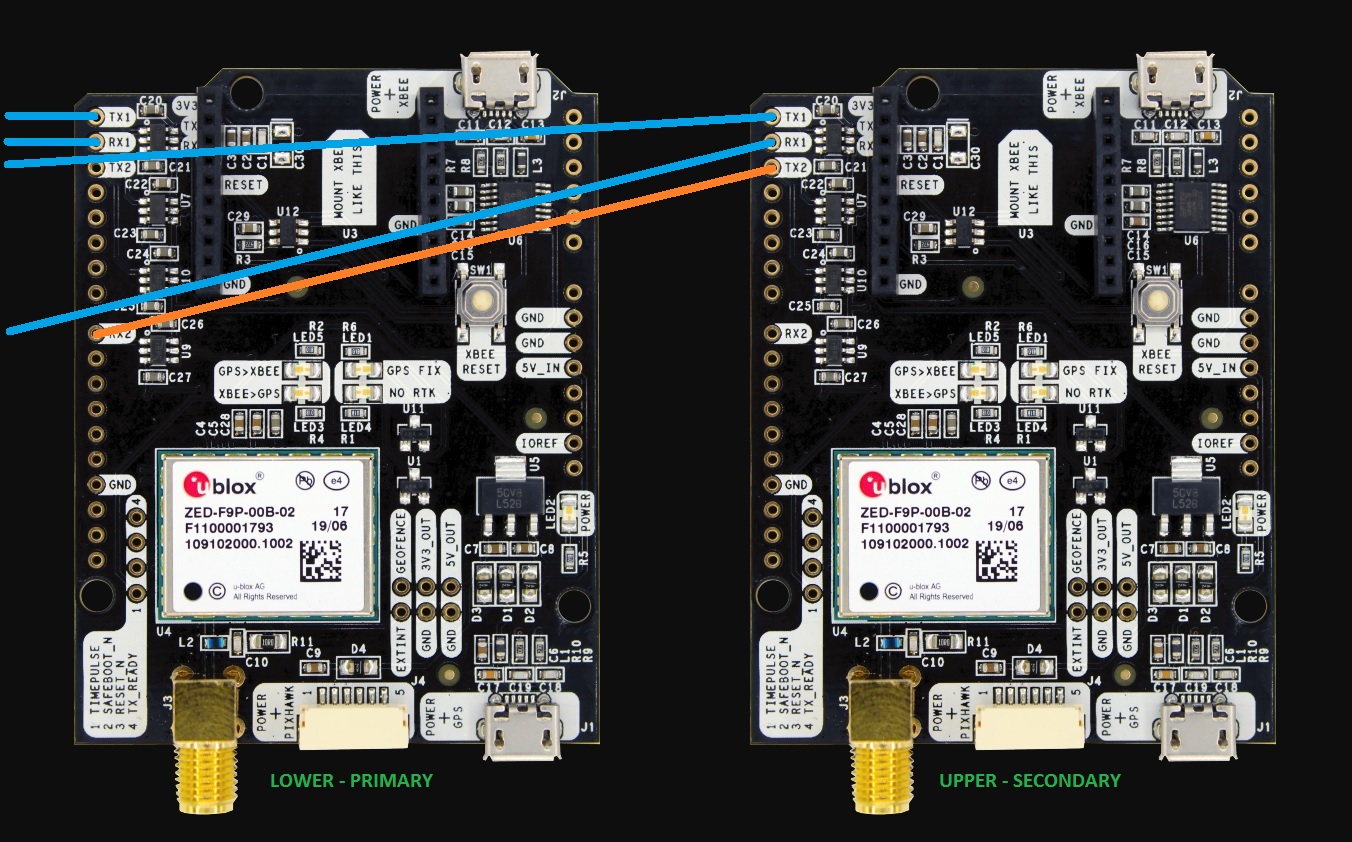 C20
3V3
TX1
TX
RX1
RX
TX2
C21
C3
C2
C1
C30
POWER
+
XBEE
J2
C11
C12
C13
C22
U7
RESET
MOUNT XBEE
LIKE THIS
U3
R7
R8
L3
C29
U12
R3
GND
C14
C15
U6
C23
C24
U10
GND
SW1
C25
C26
RX2
U9
C27
R2
LED5
R6
LED1
GPS>XBEE
GPS FIX
XBEE>GPS
NO RTK
LED3
R4
LED4
R1
XBEE
RESET
GND
GND
5V_IN
IOREF
C4
C5
C28
U11
U1
U5
GND
4
1
ublox®
Pb
e4
ZED-F9P-00B-02
17
F1100001793
19/06
109102000.1002
© u-blox AG
All Rights Reserved
U4
GEOFENCE
3V3_OUT
5V_OUT
EXTINT
GND
GND
LED2
POWER
C7
C8
R5
D3
D1
D2
L2
C10
R11
C9
D4
C6
L1
R10
R9
1 TIMEPULSE
2 SAFEBOOT_N
3 RESET_N
4 TX_READY
J3
POWER
+
PIXHAWK
1
5
J4
C17
C19
C18
POWER
+
GPS
J1
LOWER - PRIMARY
C20
3V3
TX1
TX
RX1
RX
TX2
C21
C3
C2
C1
C30
POWER
+
XBEE
J2
C11
C12
C13
C22
U7
RESET
MOUNT XBEE
LIKE THIS
U3
R7
R8
L3
C29
U12
R3
GND
C14
C15
U6
C23
C24
U10
GND
SW1
C25
C26
RX2
U9
C27
R2
LED5
R6
LED1
GPS>XBEE
GPS FIX
XBEE>GPS
NO RTK
LED3
R4
LED4
R1
XBEE
RESET
GND
GND
5V_IN
IOREF
C4
C5
C28
U11
U1
U5
GND
4
1
ublox®
Pb
e4
ZED-F9P-00B-02
17
F1100001793
19/06
109102000.1002
© u-blox AG
All Rights Reserved
U4
GEOFENCE
3V3_OUT
5V_OUT
EXTINT
GND
GND
LED2
POWER
C7
C8
R5
D3
D1
D2
L2
C10
R11
C9
D4
C6
L1
R10
R9
1 TIMEPULSE
2 SAFEBOOT_N
3 RESET_N
4 TX_READY
J3
POWER
+
PIXHAWK
1
5
J4
C17
C19
C18
POWER
+
GPS
J1
UPPER - SECONDARY